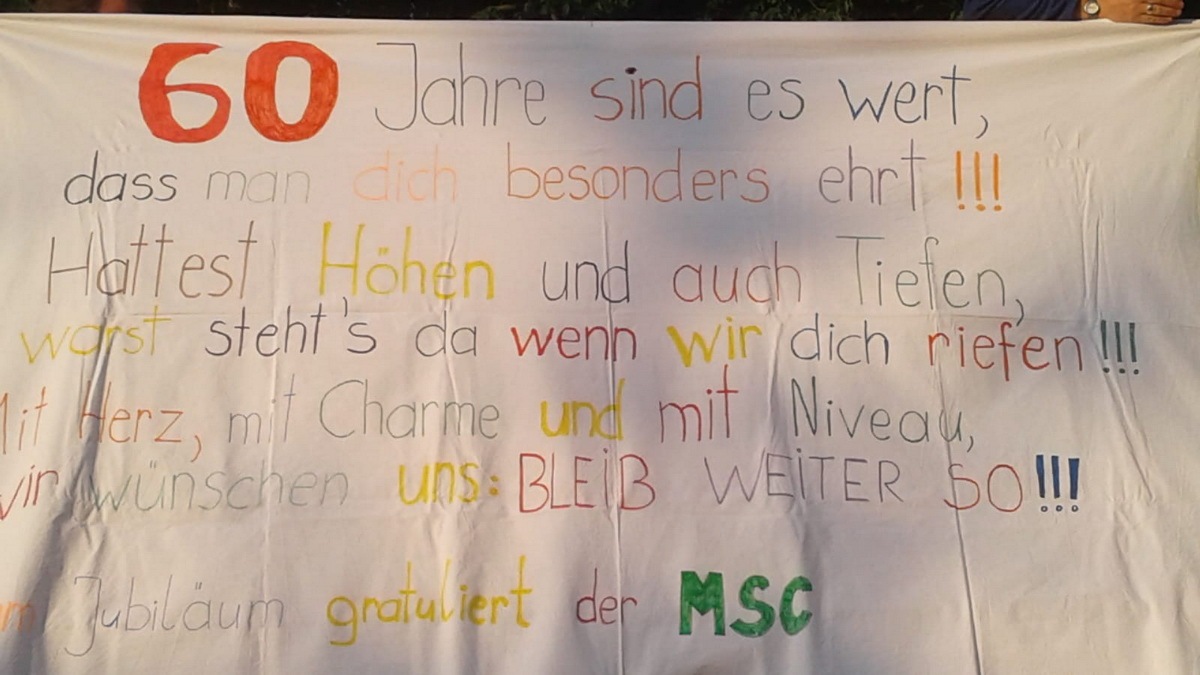 60 Jahre sind es wert,
dass man dich besonders ehrt !!!
Hattest Höhen und auch Tiefen,
warst steht's da wenn wir dich riefen!!!
Mit Herz, mit Charme und mit Niveau,
wir wünschen uns: BLEiB WEiTER SO!!!
Jubiläum gratuliert der MSC